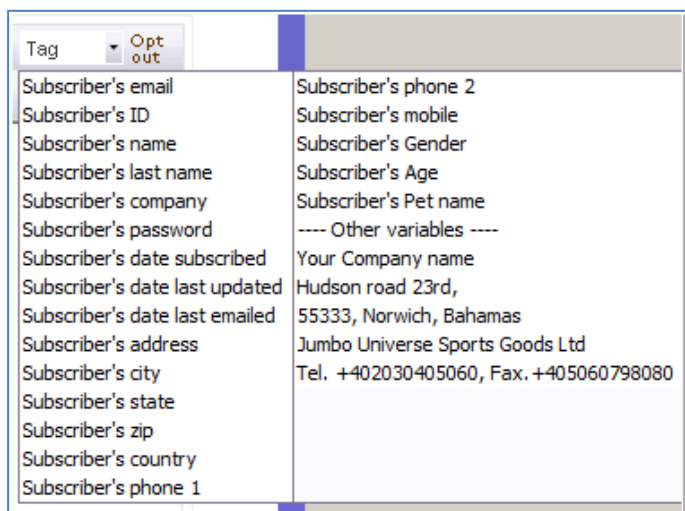 Tag
Opt
out
Subscriber's email
Subscriber's ID
Subscriber's name
Subscriber's last name
Subscriber's company
Subscriber's password
Subscriber's date subscribed
Subscriber's date last updated
Subscriber's date last emailed
Subscriber's address
Subscriber's city
Subscriber's state
Subscriber's zip
Subscriber's country
Subscriber's phone 1
Subscriber's phone 2
Subscriber's mobile
Subscriber's Gender
Subscriber's Age
Subscriber's Pet name
---- Other variables ----
Your Company name
Hudson road 23rd,
55333, Norwich, Bahamas
Jumbo Universe Sports Goods Ltd
Tel. +402030405060, Fax.+405060798080